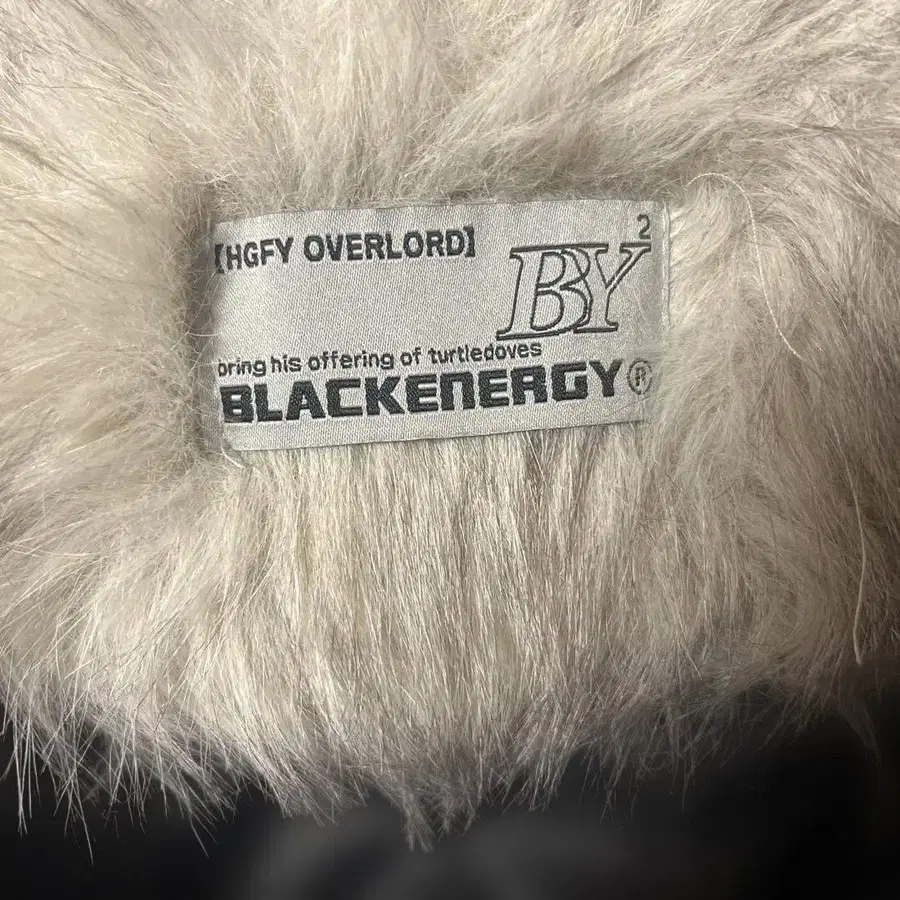 【HGFY OVERLORD】
BY²
bring his offering of turtledoves
BLACKENERGY®